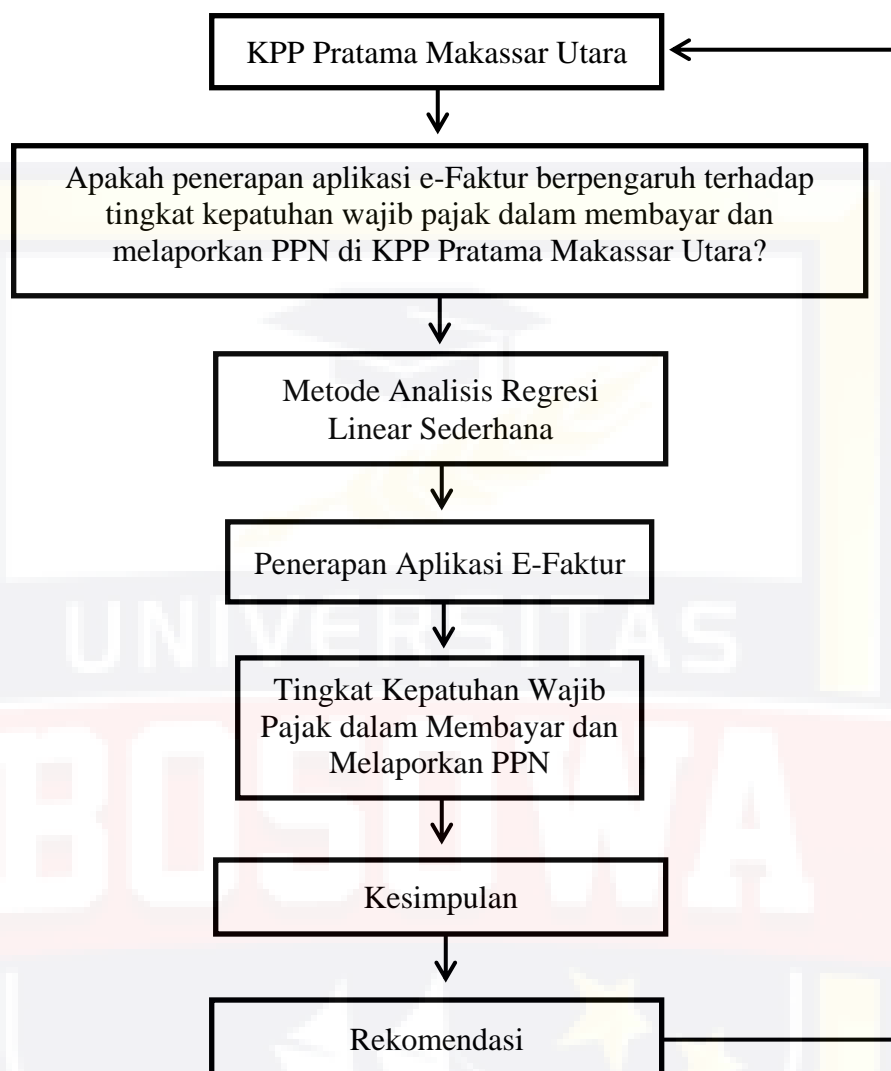 KPP Pratama Makassar Utara
Apakah penerapan aplikasi e-Faktur berpengaruh terhadap
tingkat kepatuhan wajib pajak dalam membayar dan
melaporkan PPN di KPP Pratama Makassar Utara?
Metode Analisis Regresi
Linear Sederhana
Penerapan Aplikasi E-Faktur
UNIVERSITAS
Tingkat Kepatuhan Wajib
Pajak dalam Membayar dan
Melaporkan PPN
BOSOWA
Kesimpulan
Rekomendasi